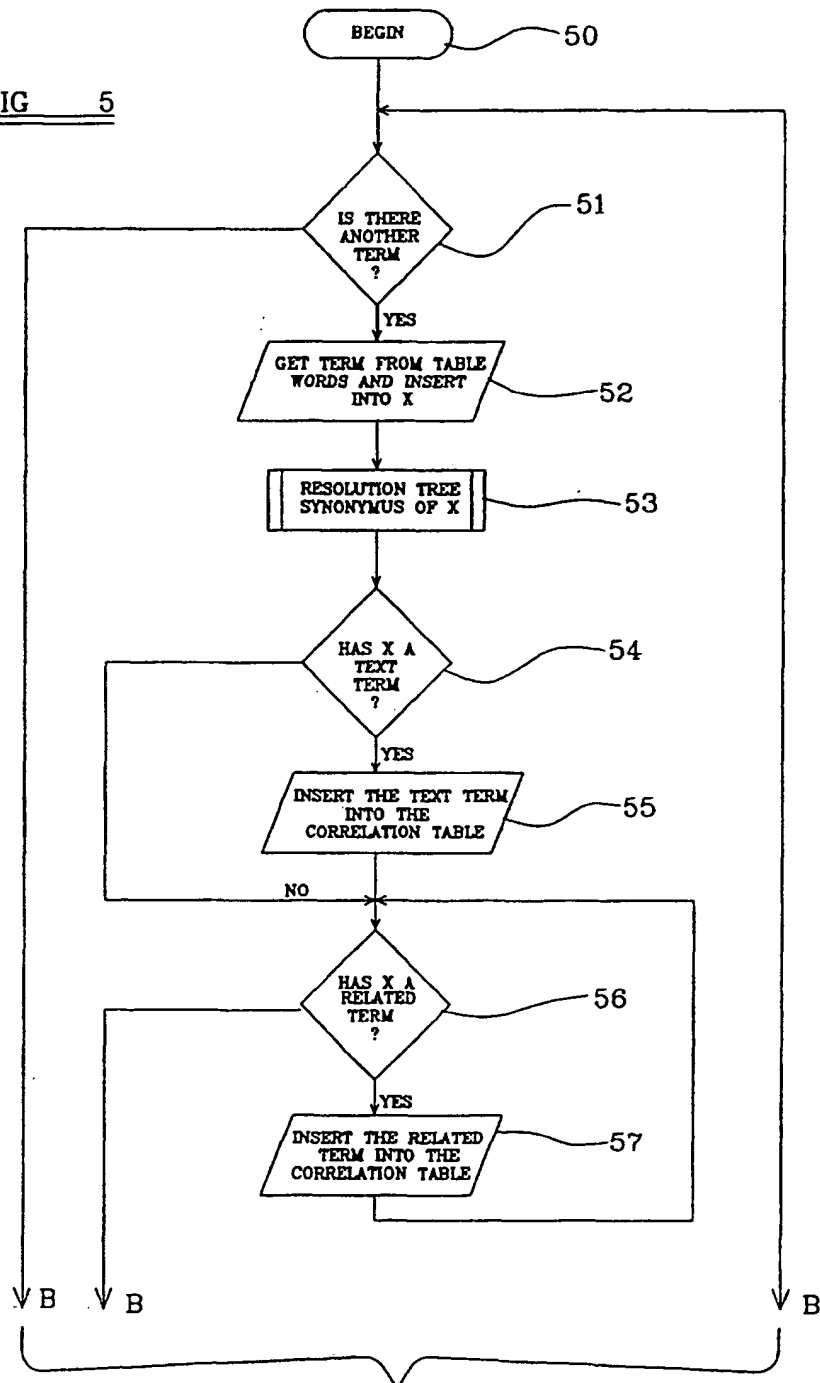 BEGIN
50
IG 5
IS THERE
ANOTHER
TERM
?
51
YES
GET TERM FROM TABLE
WORDS AND INSERT
INTO X
52
RESOLUTION TREE
SYNONYMUS OF X
53
HAS X A
TEXT
TERM
?
54
YES
INSERT THE TEXT TERM
INTO THE
CORRELATION TABLE
55
NO
HAS X A
RELATED
TERM
?
56
YES
INSERT THE RELATED
TERM INTO THE
CORRELATION TABLE
57
B
B
B